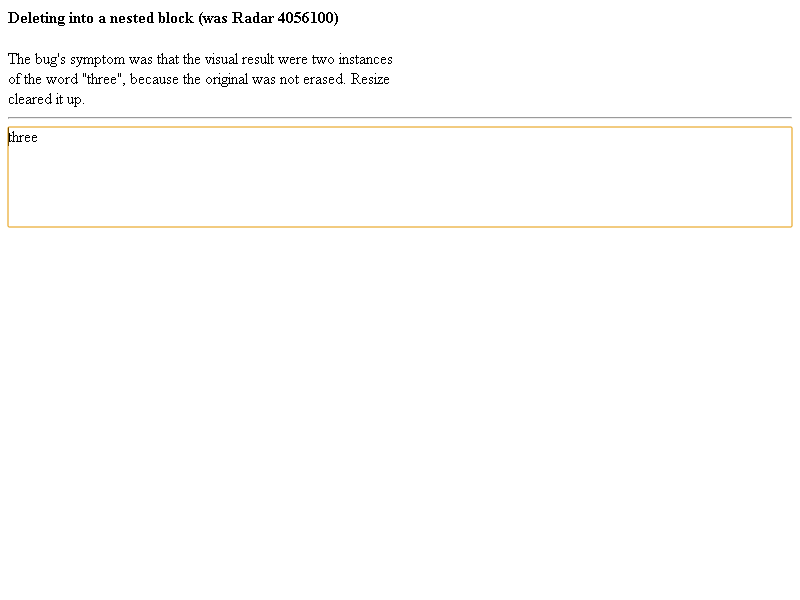 Deleting into a nested block (was Radar 4056100)
The bug's symptom was that the visual result were two instances
of the word "three", because the original was not erased. Resize
cleared it up.
three